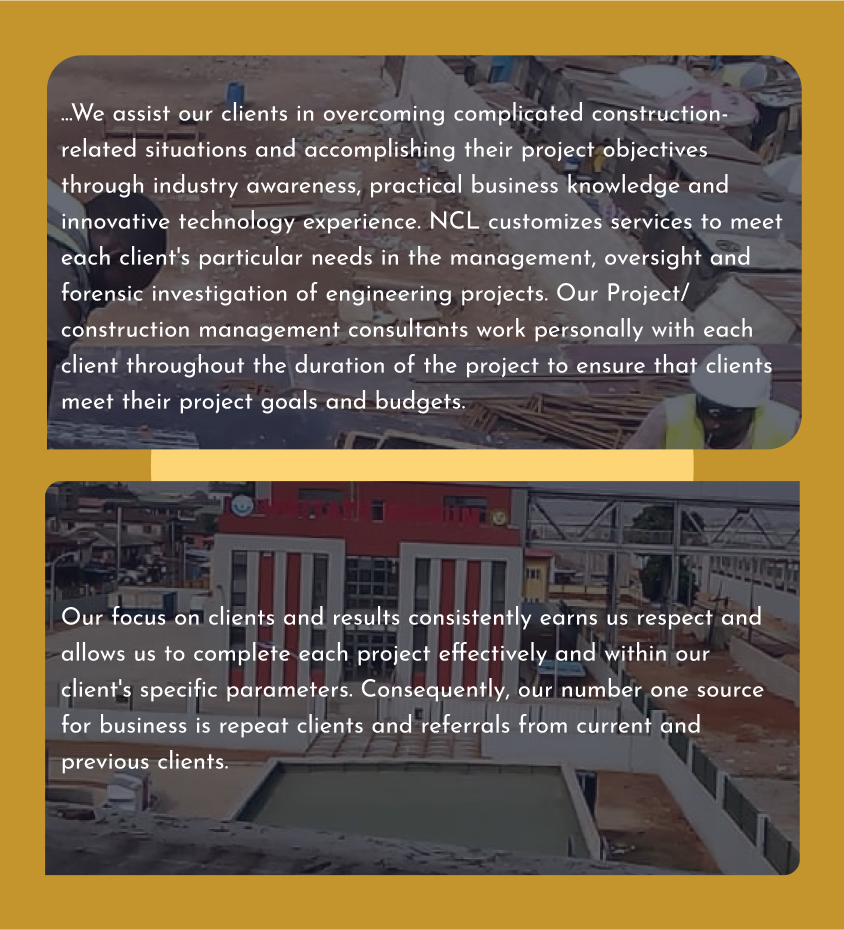 ...We assist our clients in overcoming complicated construction-
related situations and accomplishing their project objectives
through industry awareness, practical business knowledge and
innovative technology experience. NCL customizes services to meet
each client's particular needs in the management, oversight and
forensic investigation of engineering projects. Our Project/
construction management consultants work personally with each
client throughout the duration of the project to ensure that clients
meet their project goals and budgets.
Our focus on clients and results consistently earns us respect and
allows us to complete each project effectively and within our
client's specific parameters. Consequently, our number one source
for business is repeat clients and referrals from current and
previous clients.